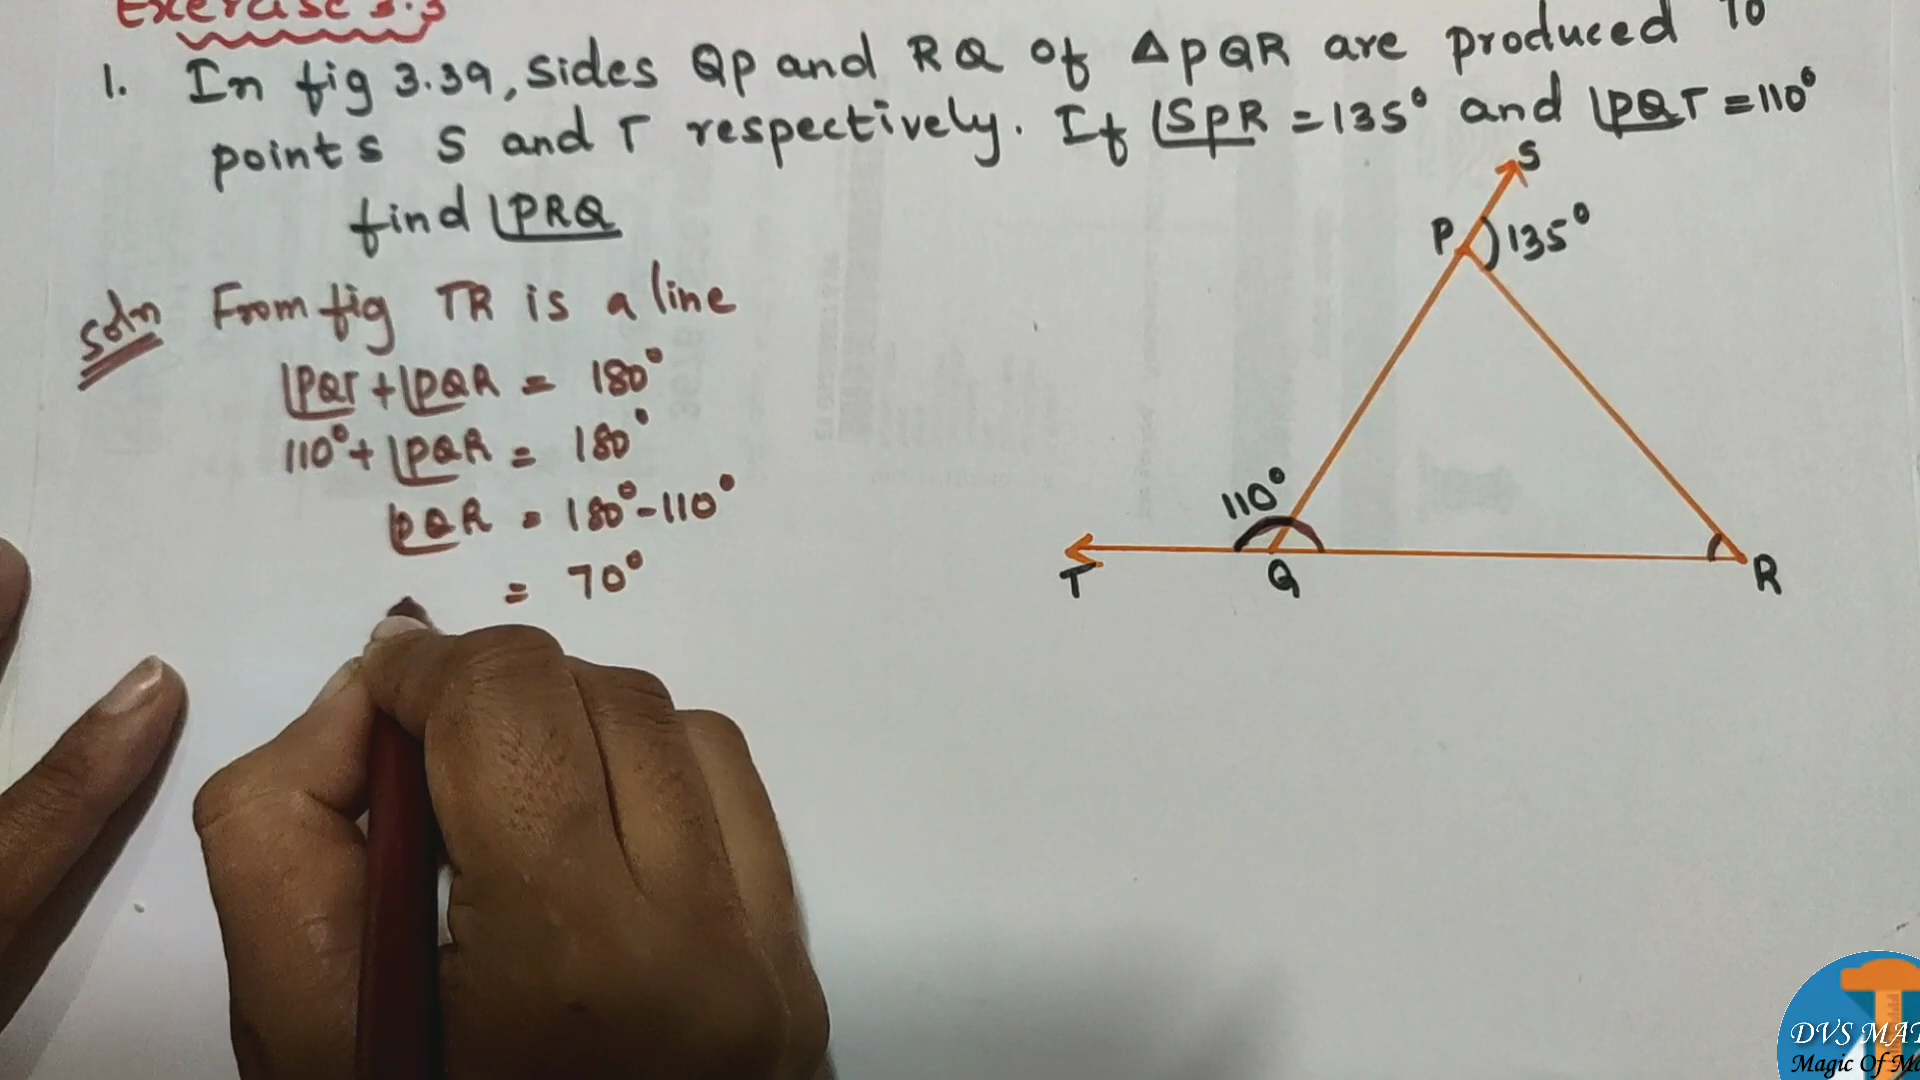 Exercise 3.3
1. In fig 3.39, sides QP and RQ of △PQR are produced to
points S and T respectively. If ∠SPR = 135° and ∠PQT = 110°
find ∠PRQ
Soln From fig TR is a line
∠PQT + ∠PQR = 180°
110° + ∠PQR = 180°
∠PQR = 180° - 110°
= 70°
S
P 135°
110°
T Q R
DVS MAT
Magic Of Ma